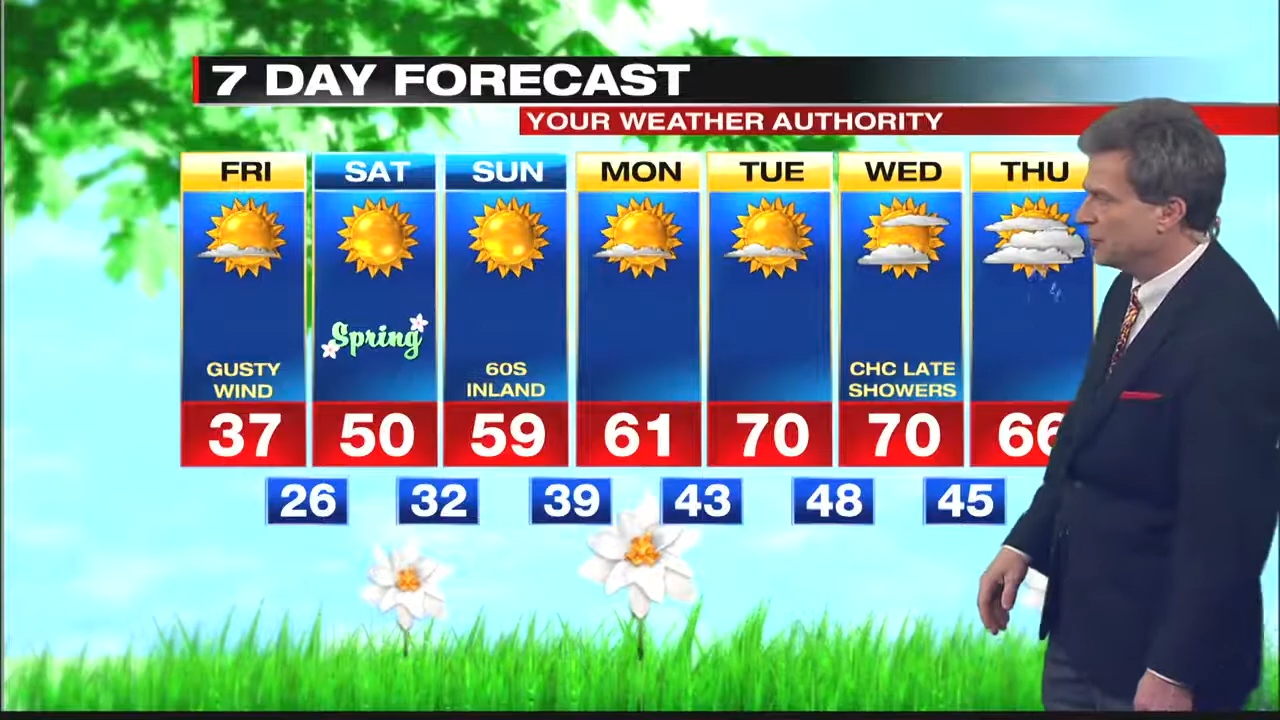 7 DAY FORECAST
YOUR WEATHER AUTHORITY
FRI SAT SUN MON TUE WED THU
Spring
GUSTY WIND
60S INLAND
CHC LATE SHOWERS
37 50 59 61 70 70 66
26 32 39 43 48 45